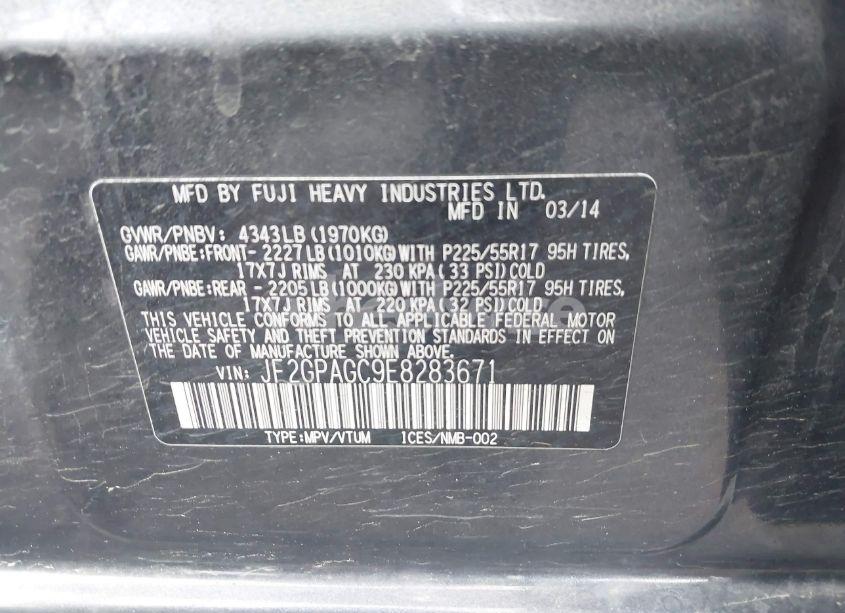 MFD BY FUJI HEAVY INDUSTRIES LTD.
MFD IN 03/14
GVWR/PNBV: 4343LB (1970KG)
GAWR/PNBE:FRONT- 2227LB (1010KG) WITH P225/55R17 95H TIRES,
17X7J RIMS AT 230 KPA ( 33 PSI) COLD
GAWR/PNBE:REAR - 2205LB (1000KG) WITH P225/55R17 95H TIRES,
17X7J RIMS AT 220 KPA (32 PSI) COLD
THIS VEHICLE CONFORMS TO ALL APPLICABLE FEDERAL MOTOR
VEHICLE SAFETY AND THEFT PREVENTION STANDARDS IN EFFECT ON
THE DATE OF MANUFACTURE SHOWN ABOVE.
VIN: JF2GPAGC9E8283671
TYPE:MPV/VTUM ICES/NMB-002